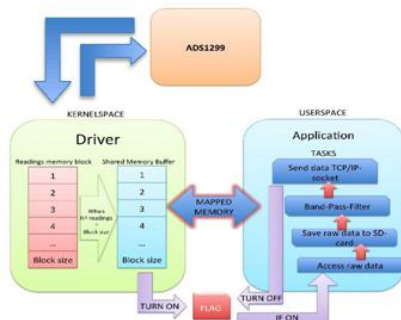 ADS1299
KERNELSPACE
Driver
Readings memory block
Shared Memory Buffer
1
2
3
4
...
Block size
When
n# readings
= Block size
1
2
3
4
...
Block size
MAPPED
MEMORY
USERSPACE
Application
TASKS
Send data TCP/IP-
socket
Band-Pass-Filter
Save raw data to SD-
card
Access raw data
TURN ON
FLAG
TURN OFF
IF ON